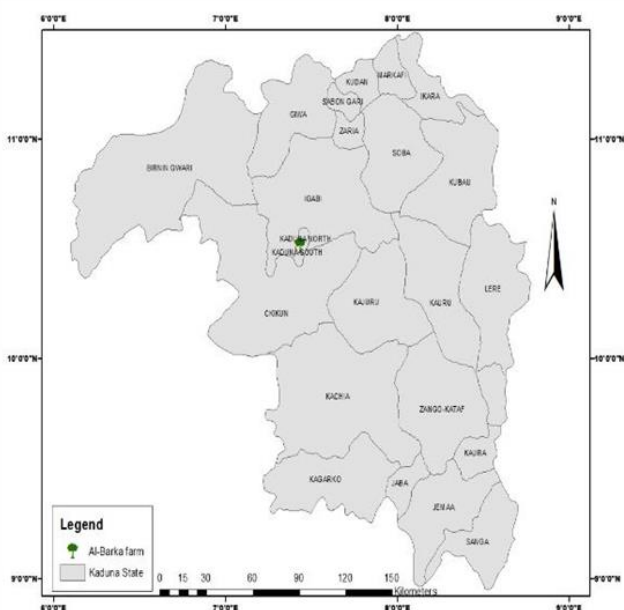 6°0'0"E 7°0'0"E 8°0'0"E 9°0'0"E
MARKAFI
KUDAN
IKARA
SABON GARI
GIWA
11°0'0"N 11°0'0"N
ZARIA
SOBA
BIRNIN GWARI
KUBAU
IGABI
N
KADUNA NORTH
KADUNA SOUTH
LERE
KAJURU
KAURU
CHIKUN
10°0'0"N 10°0'0"N
KACHIA
ZANGO-KATAF
KAURA
KAGARKO
JABA
JEMAA
SANGA
Legend
Al-Barka farm
Kaduna State
0 15 30 60 90 120 150
Kilometers
9°0'0"N 9°0'0"N
6°0'0"E 7°0'0"E 8°0'0"E 9°0'0"E